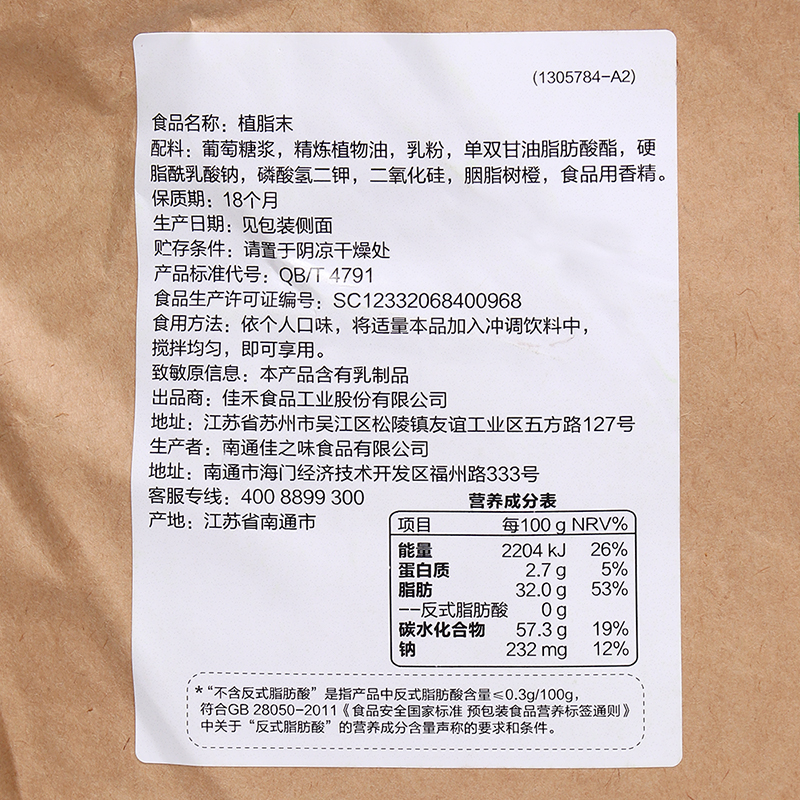 (1305784-A2)
食品名称：植脂末
配料：葡萄糖浆，精炼植物油，乳粉，单双甘油脂肪酸酯，硬
脂酰乳酸钠，磷酸氢二钾，二氧化硅，胭脂树橙，食品用香精。
保质期：18个月
生产日期：见包装侧面
贮存条件：请置于阴凉干燥处
产品标准代号：QB/T 4791
食品生产许可证编号：SC12332068400968
食用方法：依个人口味，将适量本品加入冲调饮料中，
搅拌均匀，即可享用。
致敏原信息：本产品含有乳制品
出品商：佳禾食品工业股份有限公司
地址：江苏省苏州市吴江区松陵镇友谊工业区五方路127号
生产者：南通佳之味食品有限公司
地址：南通市海门经济技术开发区福州路333号
客服专线：400 8899 300
产地：江苏省南通市
营养成分表
项目 每100 g NRV%
能量 2204 kJ 26%
蛋白质 2.7 g 5%
脂肪 32.0 g 53%
--反式脂肪酸 0 g
碳水化合物 57.3 g 19%
钠 232 mg 12%
*“不含反式脂肪酸”是指产品中反式脂肪酸含量≤0.3g/100g，
符合GB 28050-2011《食品安全国家标准 预包装食品营养标签通则》
中关于“反式脂肪酸”的营养成分含量声称的要求和条件。